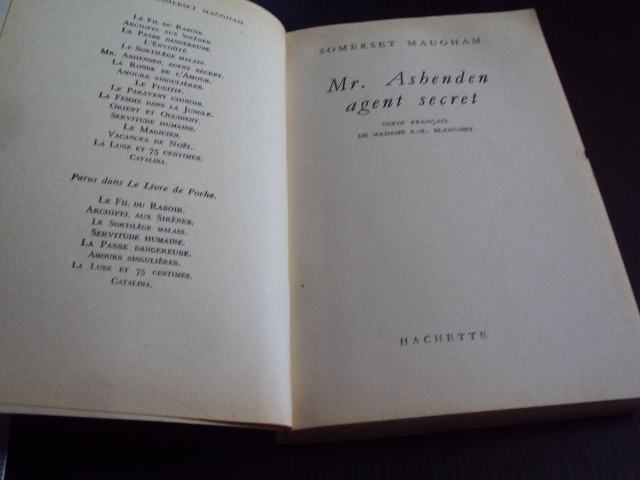 SOMERSET MAUGHAM
LE FIL DU RASOIR.
ARCHIPEL AUX SIRÈNES.
LA PASSE DANGEREUSE.
L'ENVOÛTÉ.
LE SORTILÈGE MALAIS.
MR. ASHENDEN, AGENT SECRET.
LA RONDE DE L'AMOUR.
AMOURS SINGULIÈRES.
LE FUGITIF.
LE PARAVENT CHINOIS.
LA FEMME DANS LA JUNGLE.
ORIENT ET OCCIDENT.
SERVITUDE HUMAINE.
LE MAGICIEN.
VACANCES DE NOËL.
LA LUNE ET 75 CENTIMES.
CATALINA.
Parus dans Le Livre de Poche.
LE FIL DU RASOIR.
ARCHIPEL AUX SIRÈNES.
LE SORTILÈGE MALAIS.
SERVITUDE HUMAINE.
LA PASSE DANGEREUSE.
AMOURS SINGULIÈRES.
LA LUNE ET 75 CENTIMES.
CATALINA.
SOMERSET MAUGHAM
Mr. Ashenden
agent secret
TEXTE FRANÇAIS
DE MADAME E.-R. BLANCHET
HACHETTE